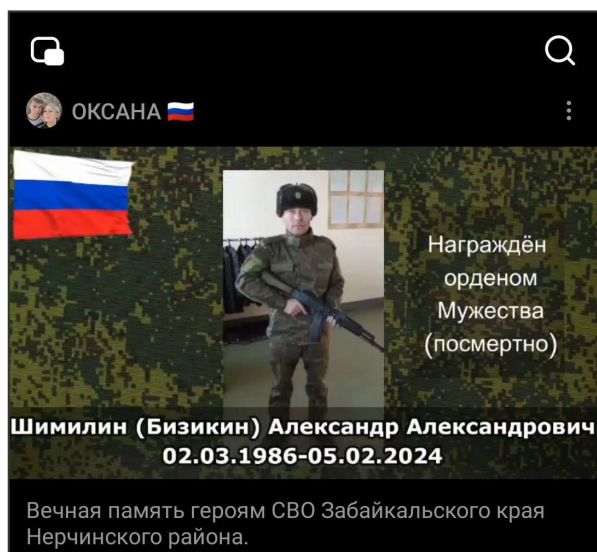 ОКСАНА
Награждён
орденом
Мужества
(посмертно)
Шимилин (Бизикин) Александр Александрович
02.03.1986-05.02.2024
Вечная память героям СВО Забайкальского края
Нерчинского района.